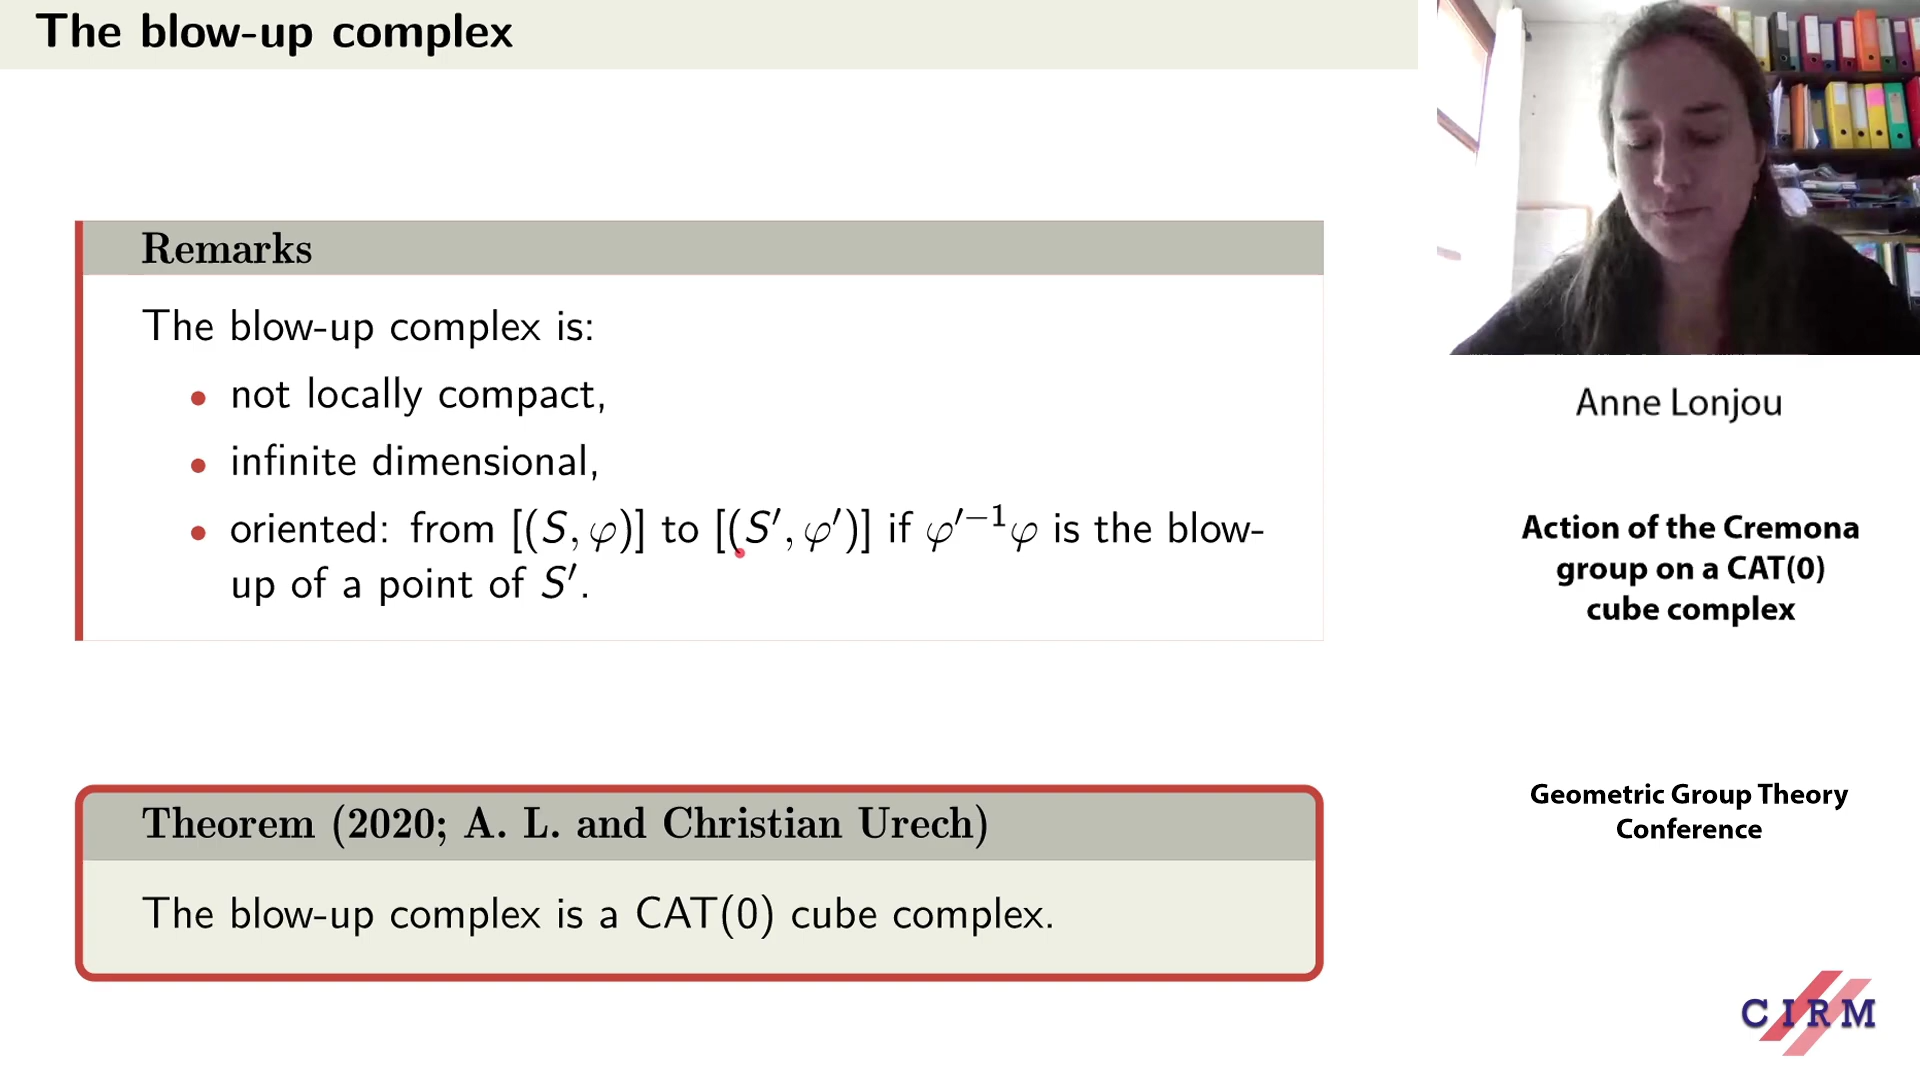 The blow-up complex
Remarks
The blow-up complex is:
• not locally compact,
• infinite dimensional,
• oriented: from [(S, φ)] to [(S′, φ′)] if φ′⁻¹φ is the blow-
up of a point of S′.
Theorem (2020; A. L. and Christian Urech)
The blow-up complex is a CAT(0) cube complex.
Anne Lonjou
Action of the Cremona
group on a CAT(0)
cube complex
Geometric Group Theory
Conference
CIRM